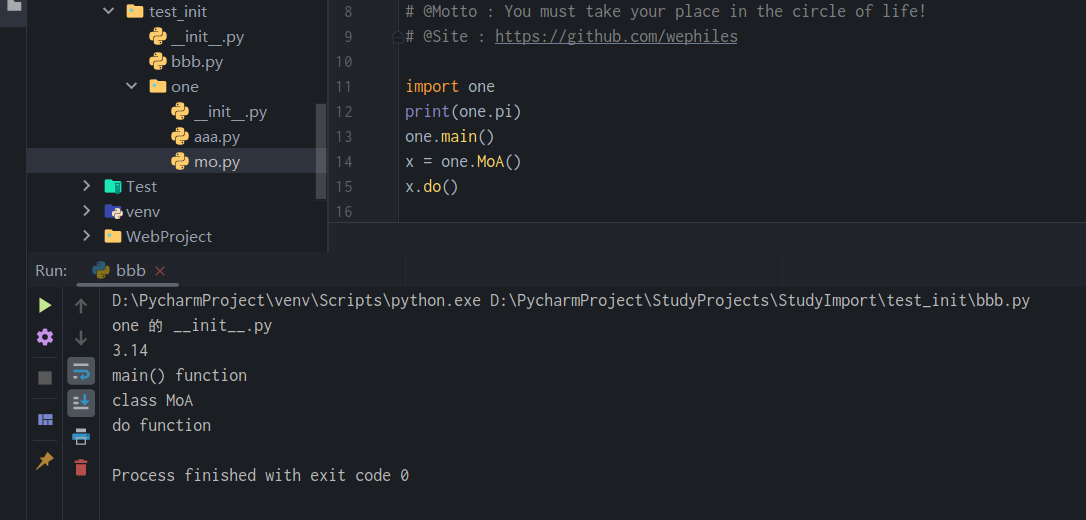 test_init
__init__.py
bbb.py
one
__init__.py
aaa.py
mo.py
Test
venv
WebProject
8 # @Motto : You must take your place in the circle of life!
9 # @Site : https://github.com/wephiles
10
11 import one
12 print(one.pi)
13 one.main()
14 x = one.MoA()
15 x.do()
16
Run: bbb
D:\PycharmProject\venv\Scripts\python.exe D:\PycharmProject\StudyProjects\StudyImport\test_init\bbb.py
one 的 __init__.py
3.14
main() function
class MoA
do function
Process finished with exit code 0